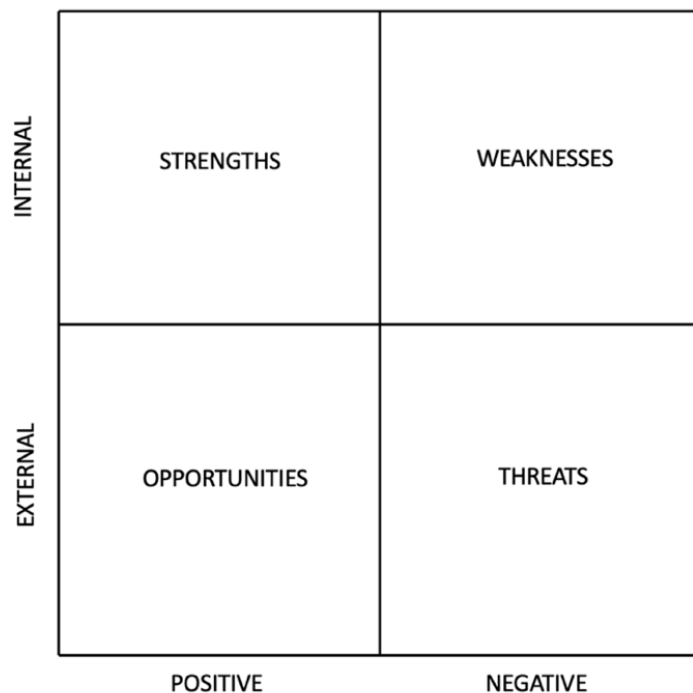 INTERNAL
STRENGTHS
WEAKNESSES
EXTERNAL
OPPORTUNITIES
THREATS
POSITIVE
NEGATIVE